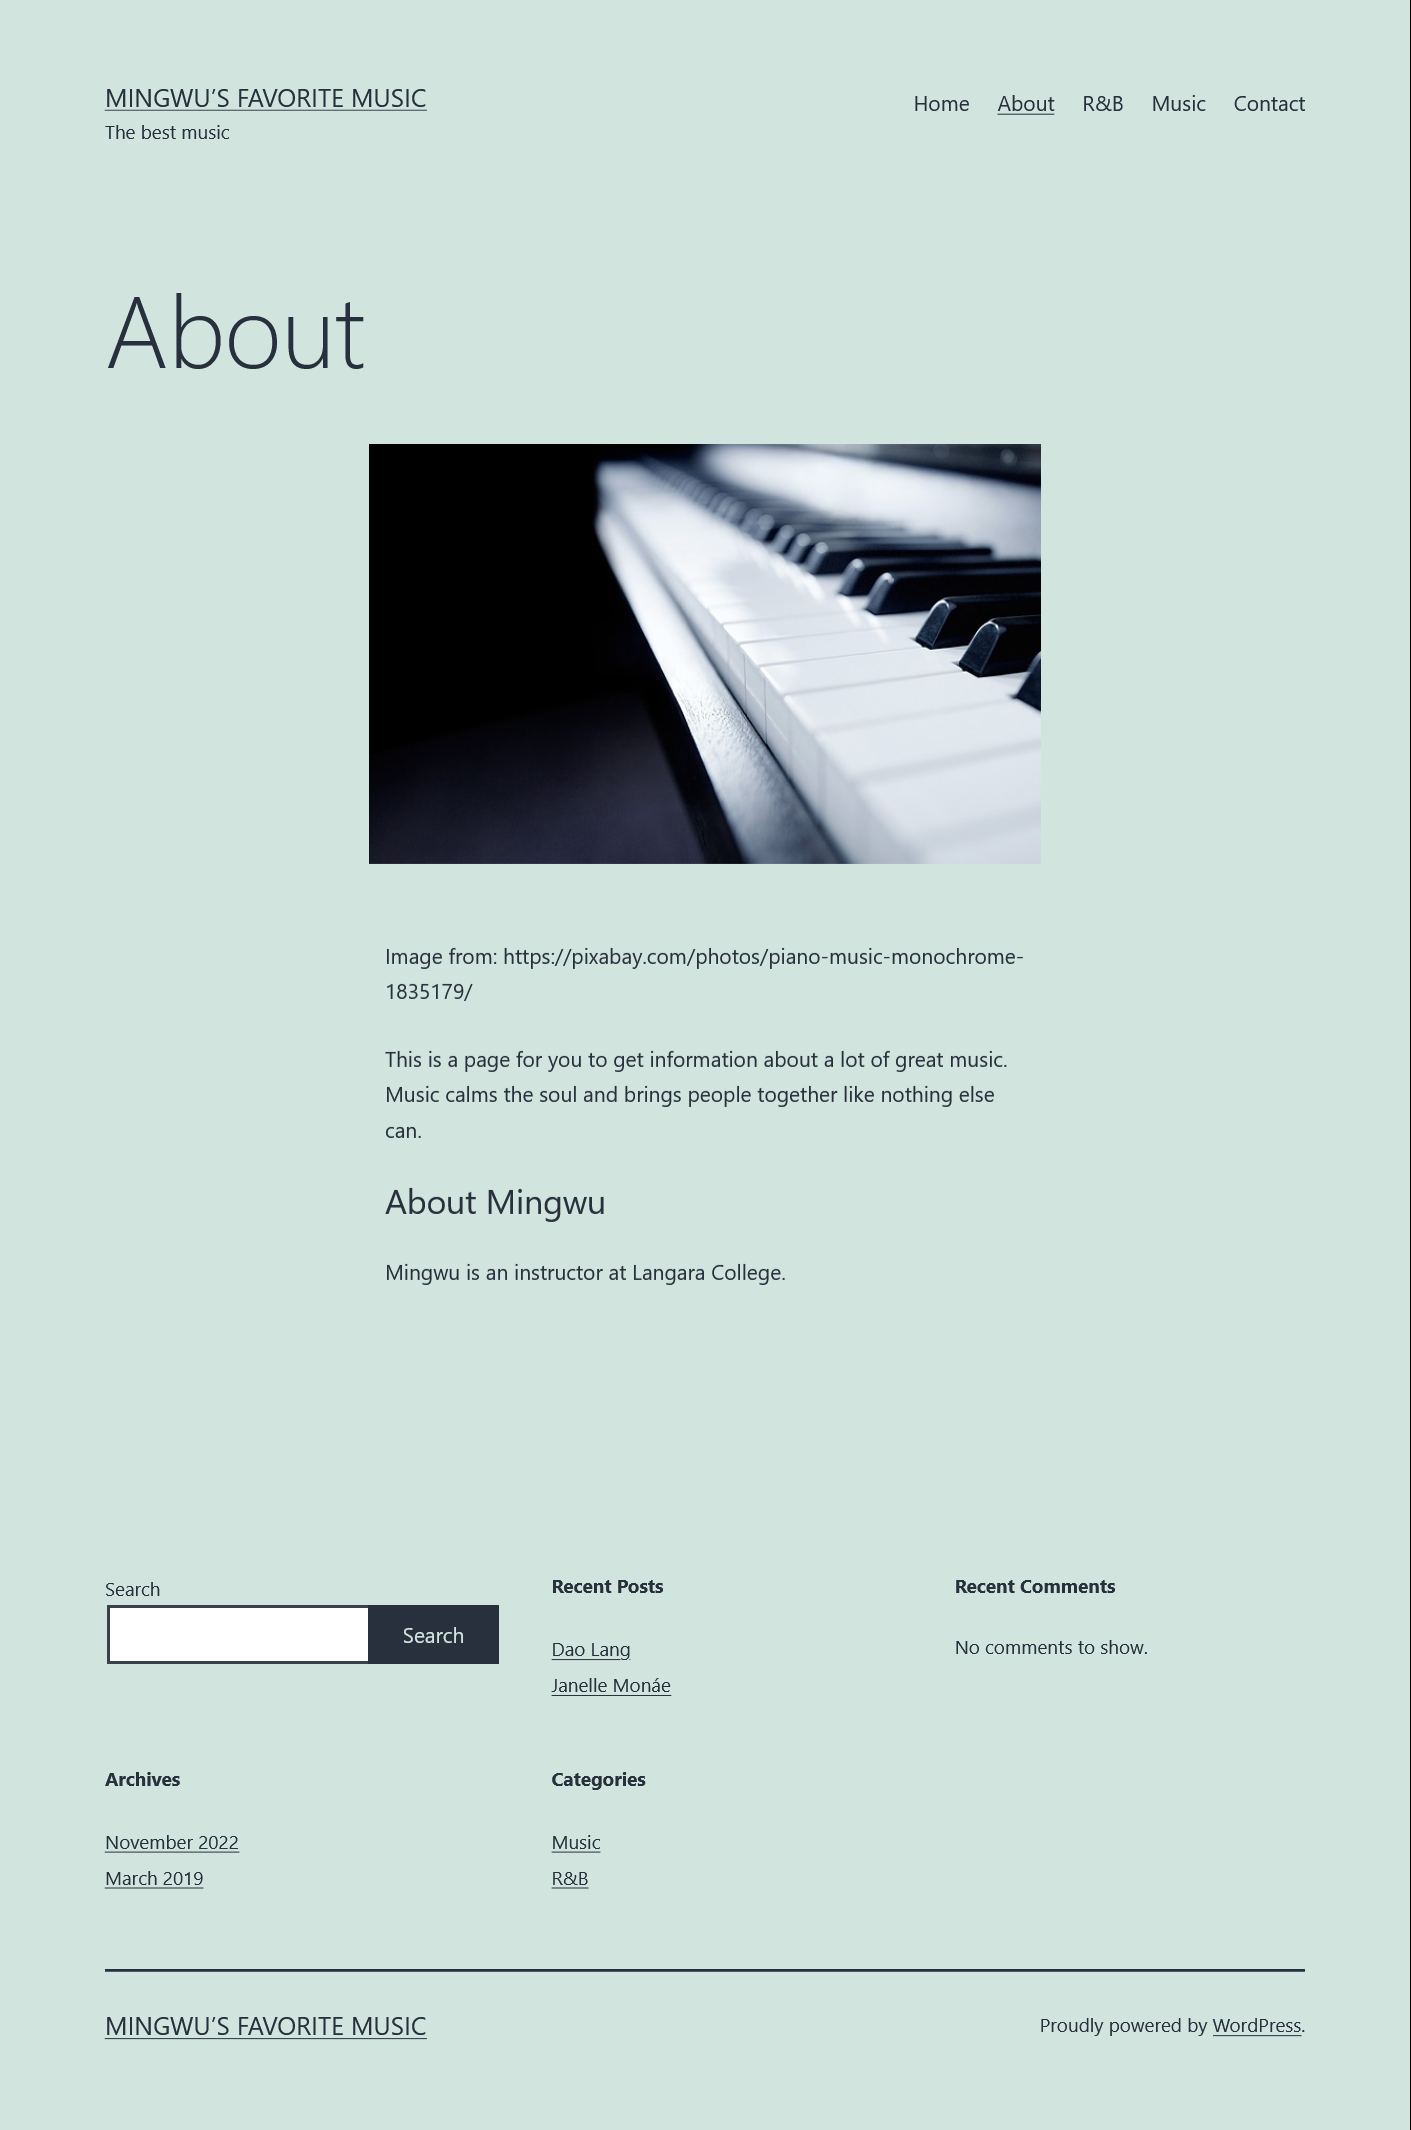 MINGWU’S FAVORITE MUSIC
The best music
Home About R&B Music Contact
About
Image from: https://pixabay.com/photos/piano-music-monochrome-
1835179/
This is a page for you to get information about a lot of great music.
Music calms the soul and brings people together like nothing else
can.
About Mingwu
Mingwu is an instructor at Langara College.
Search
Search
Recent Posts
Dao Lang
Janelle Monáe
Recent Comments
No comments to show.
Archives
November 2022
March 2019
Categories
Music
R&B
MINGWU’S FAVORITE MUSIC
Proudly powered by WordPress.